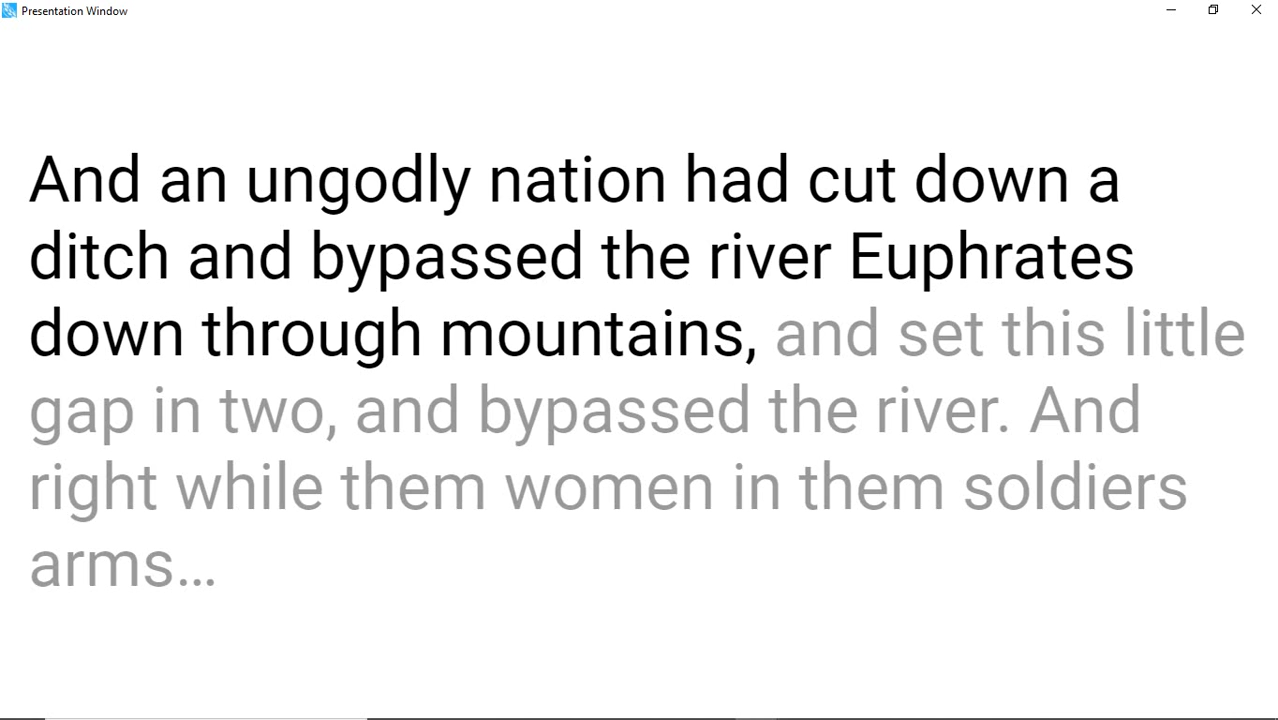 Presentation Window
And an ungodly nation had cut down a
ditch and bypassed the river Euphrates
down through mountains, and set this little
gap in two, and bypassed the river. And
right while them women in them soldiers
arms...